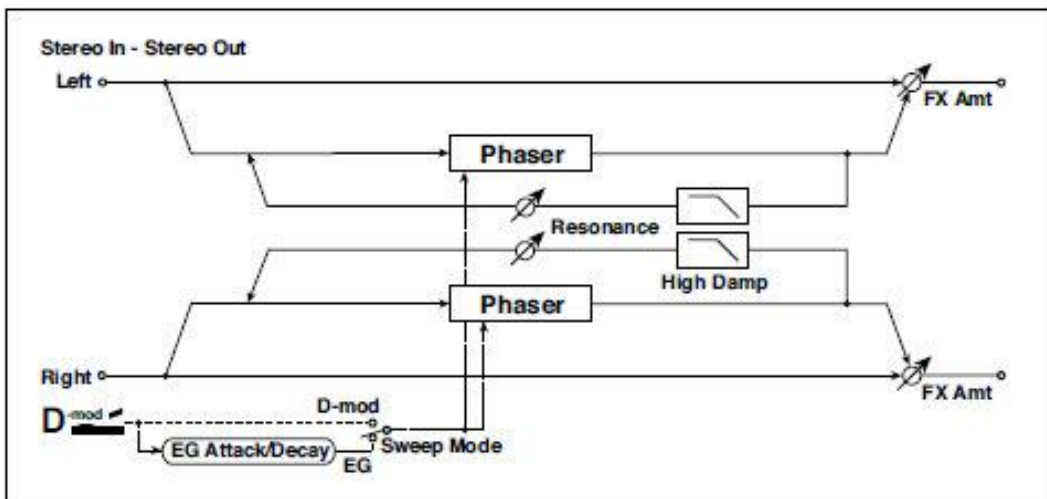 Stereo In - Stereo Out
Left
FX Amt
Phaser
Resonance
High Damp
Phaser
Right
FX Amt
D-mod
D-mod
EG Attack/Decay
EG
Sweep Mode